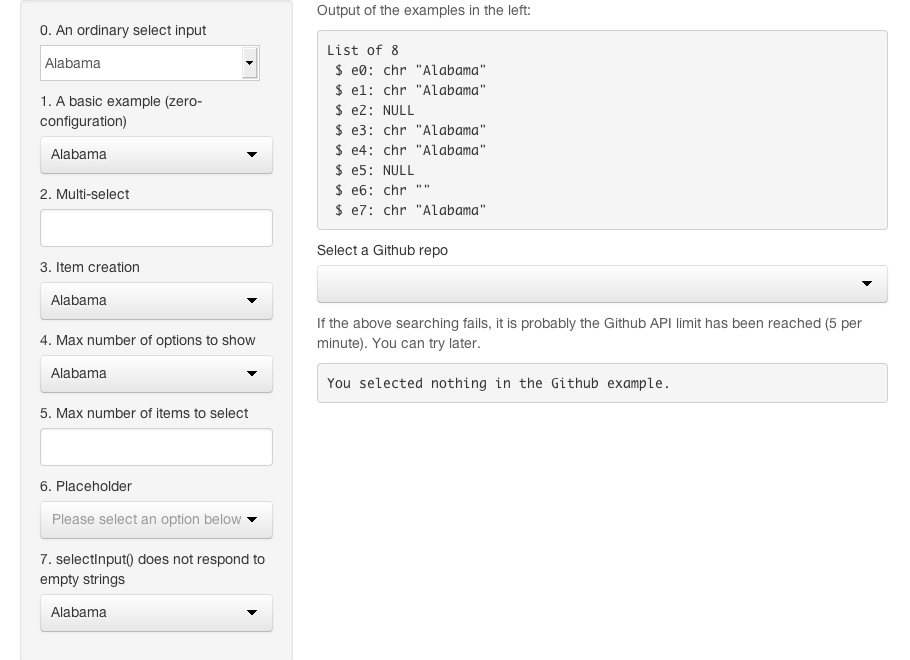 0. An ordinary select input
Alabama
1. A basic example (zero-
configuration)
Alabama
2. Multi-select
3. Item creation
Alabama
4. Max number of options to show
Alabama
5. Max number of items to select
6. Placeholder
Please select an option below
7. selectInput() does not respond to
empty strings
Alabama
Output of the examples in the left:
List of 8
 $ e0: chr "Alabama"
 $ e1: chr "Alabama"
 $ e2: NULL
 $ e3: chr "Alabama"
 $ e4: chr "Alabama"
 $ e5: NULL
 $ e6: chr ""
 $ e7: chr "Alabama"
Select a Github repo
If the above searching fails, it is probably the Github API limit has been reached (5 per
minute). You can try later.
You selected nothing in the Github example.